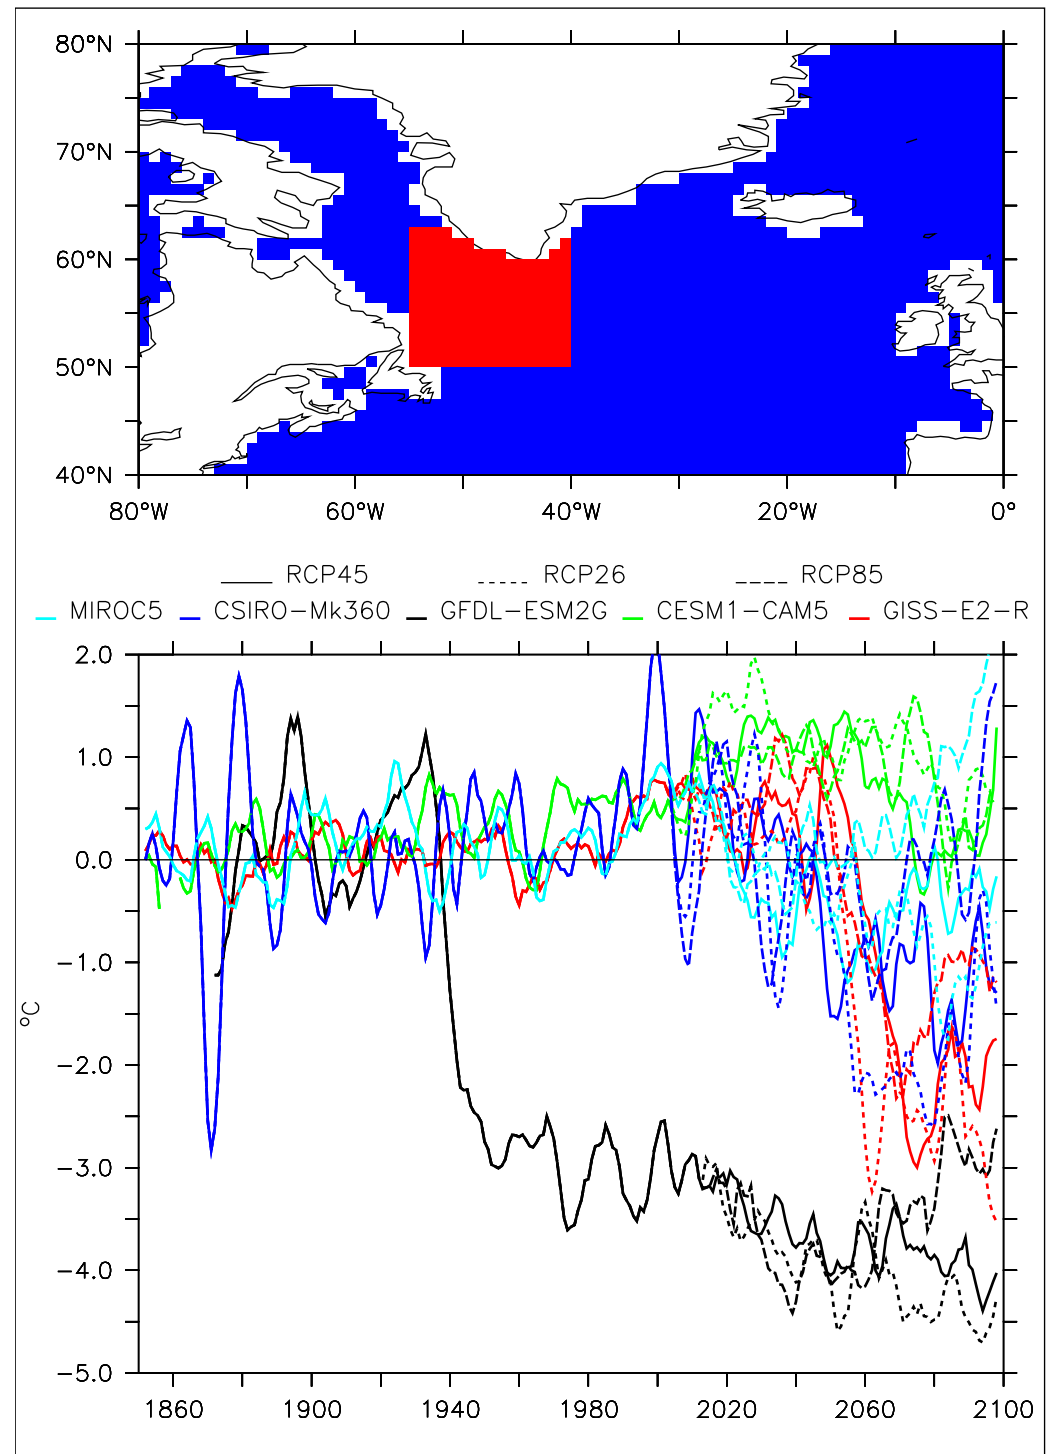 80°N
70°N
60°N
50°N
40°N
80°W 60°W 40°W 20°W 0°
RCP45 RCP26 RCP85
MIROC5 CSIRO-Mk360 GFDL-ESM2G CESM1-CAM5 GISS-E2-R
2.0
1.0
0.0
-1.0
°C
-2.0
-3.0
-4.0
-5.0
1860 1900 1940 1980 2020 2060 2100